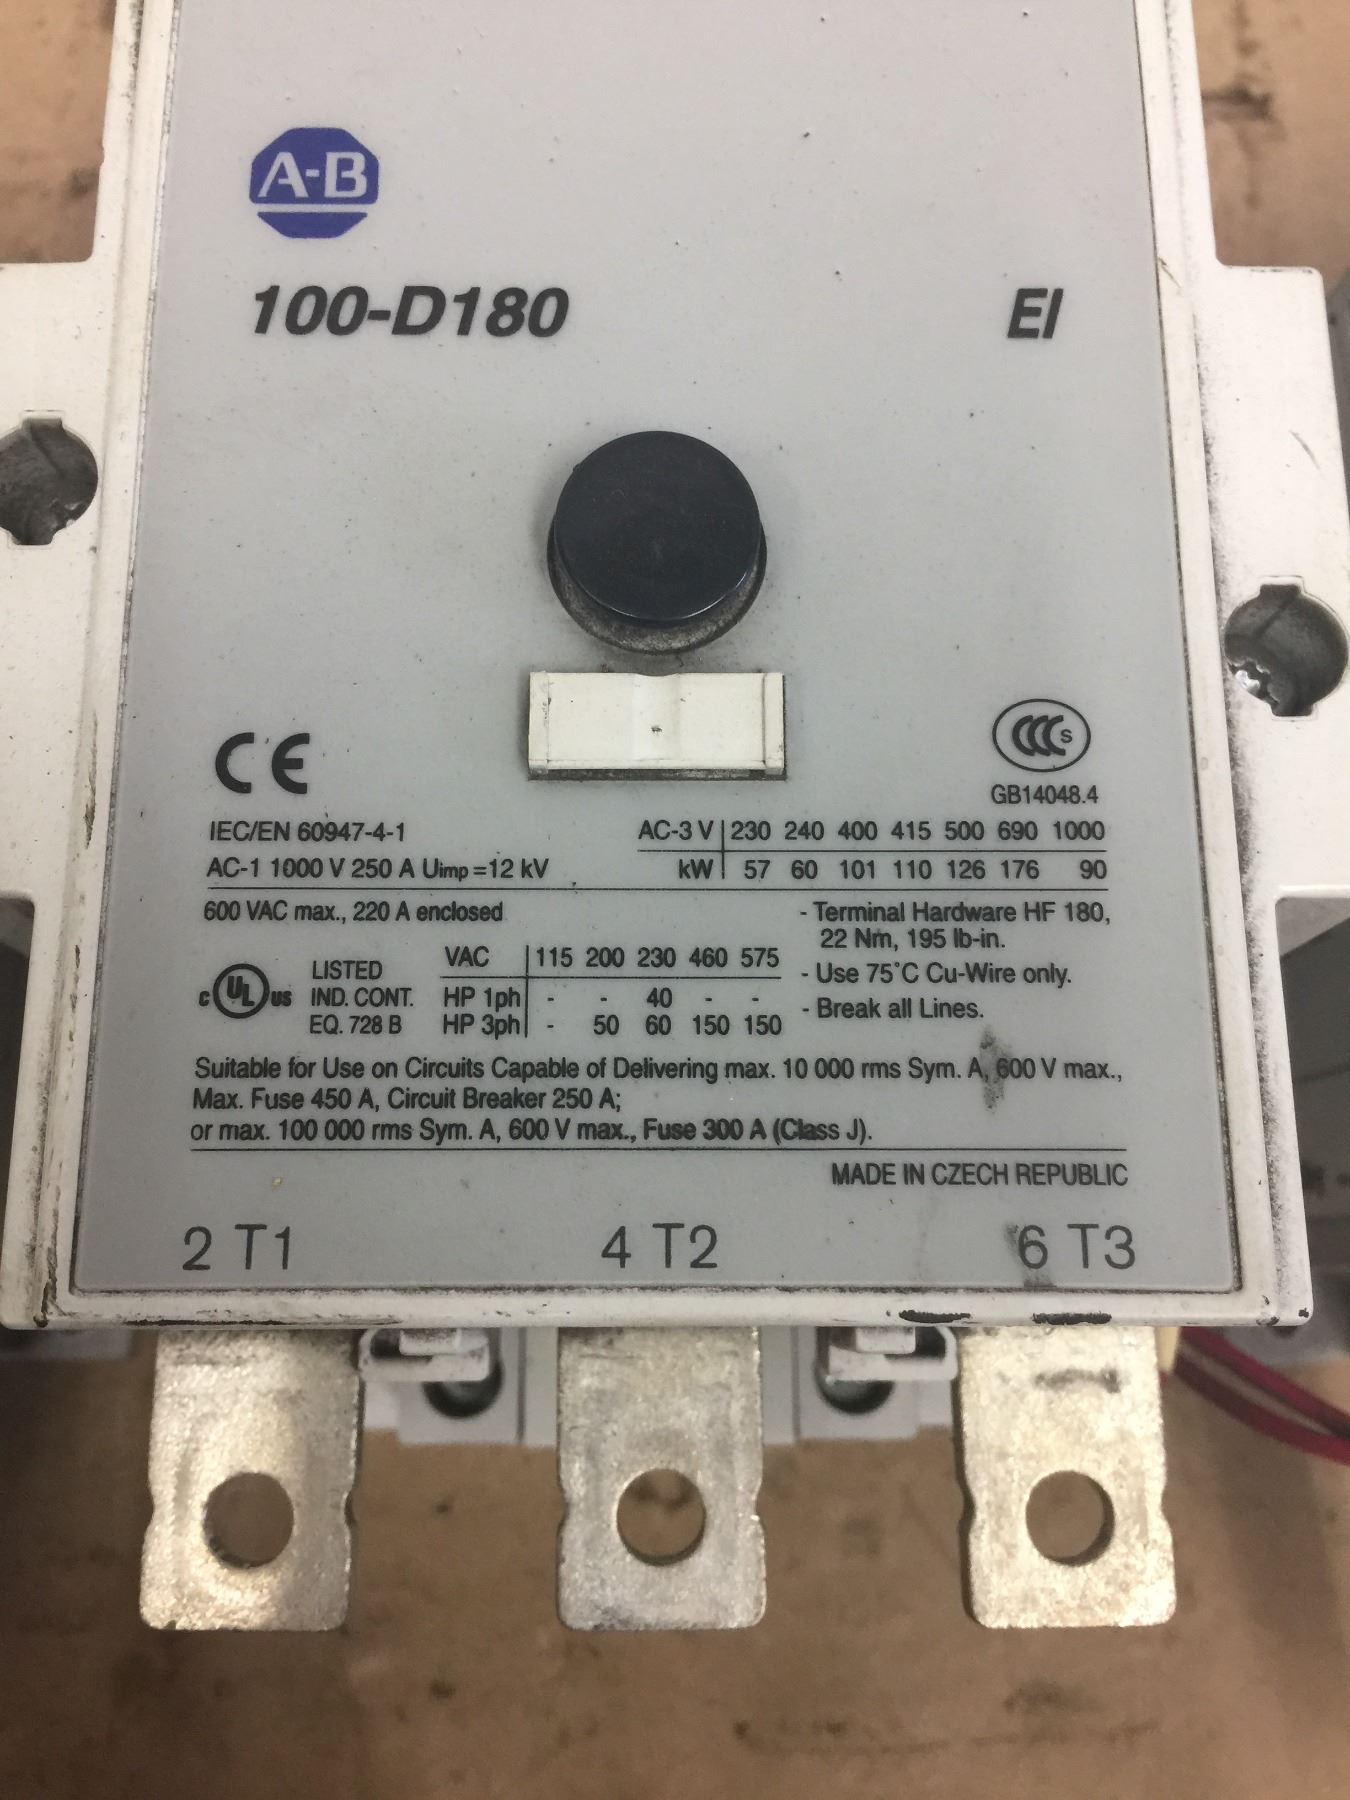 A-B
100-D180 EI
CE
CCC S
GB14048.4
IEC/EN 60947-4-1
AC-1 1000 V 250 A Uimp =12 kV
AC-3 V 230 240 400 415 500 690 1000
kW 57 60 101 110 126 176 90
600 VAC max., 220 A enclosed
c UL us
LISTED
IND. CONT.
EQ. 728 B
VAC 115 200 230 460 575
HP 1ph - - 40 - -
HP 3ph - 50 60 150 150
- Terminal Hardware HF 180,
22 Nm, 195 lb-in.
- Use 75°C Cu-Wire only.
- Break all Lines.
Suitable for Use on Circuits Capable of Delivering max. 10 000 rms Sym. A, 600 V max.,
Max. Fuse 450 A, Circuit Breaker 250 A;
or max. 100 000 rms Sym. A, 600 V max., Fuse 300 A (Class J).
MADE IN CZECH REPUBLIC
2 T1 4 T2 6 T3